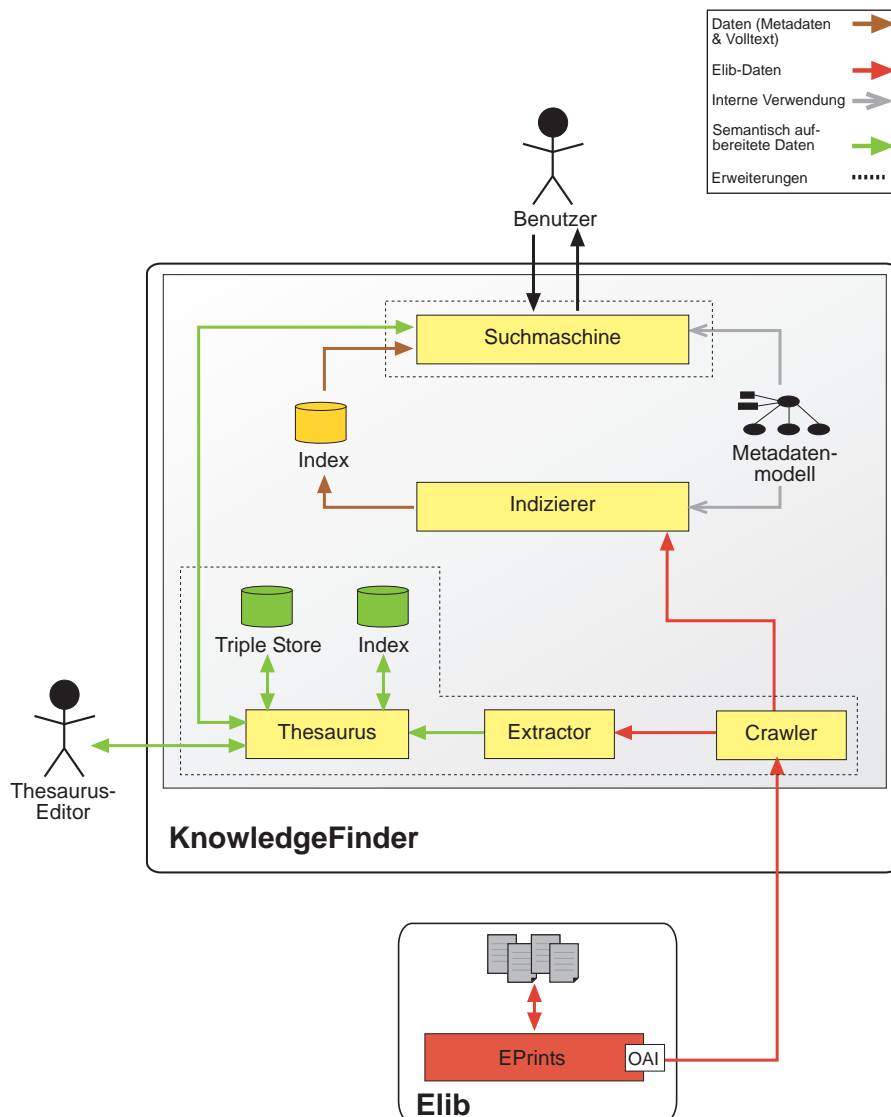 Daten (Metadaten
& Volltext)
Elib-Daten
Interne Verwendung
Semantisch auf-
bereitete Daten
Erweiterungen
Benutzer
Suchmaschine
Index
Metadaten-
modell
Indizierer
Triple Store
Index
Thesaurus
Extractor
Crawler
Thesaurus-
Editor
KnowledgeFinder
EPrints
OAI
Elib